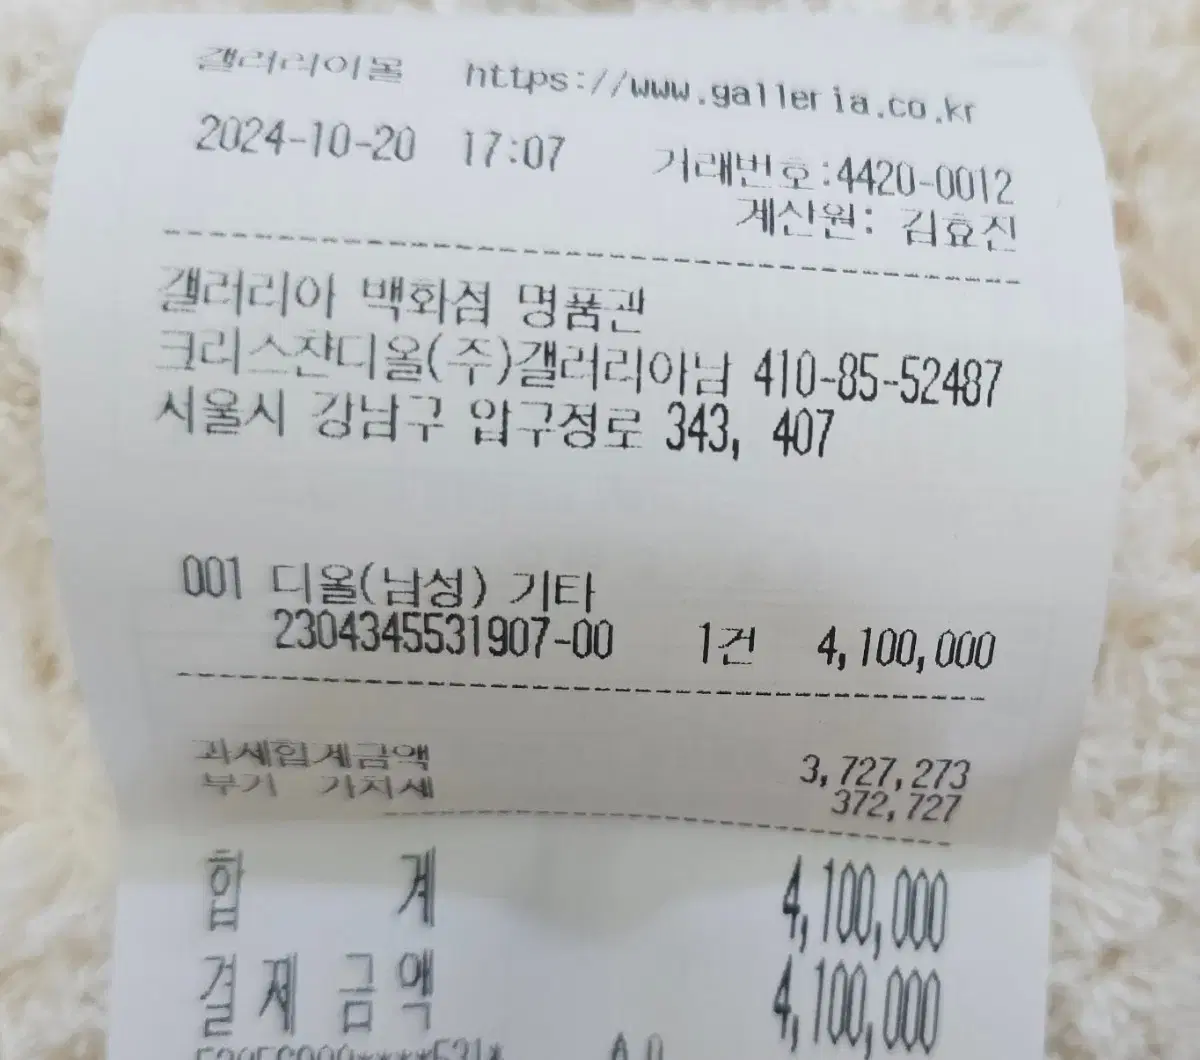 갤러리아몰 https://www.galleria.co.kr
2024-10-20 17:07 거래번호:4420-0012
계산원: 김효진
갤러리아 백화점 명품관
크리스챤디올(주)갤러리아남 410-85-52487
서울시 강남구 압구정로 343, 407
001 디올(남성) 기타
2304345531907-00 1건 4,100,000
과세합계금액 3,727,273
부가 가치세 372,727
합 계 4,100,000
결제금액 4,100,000